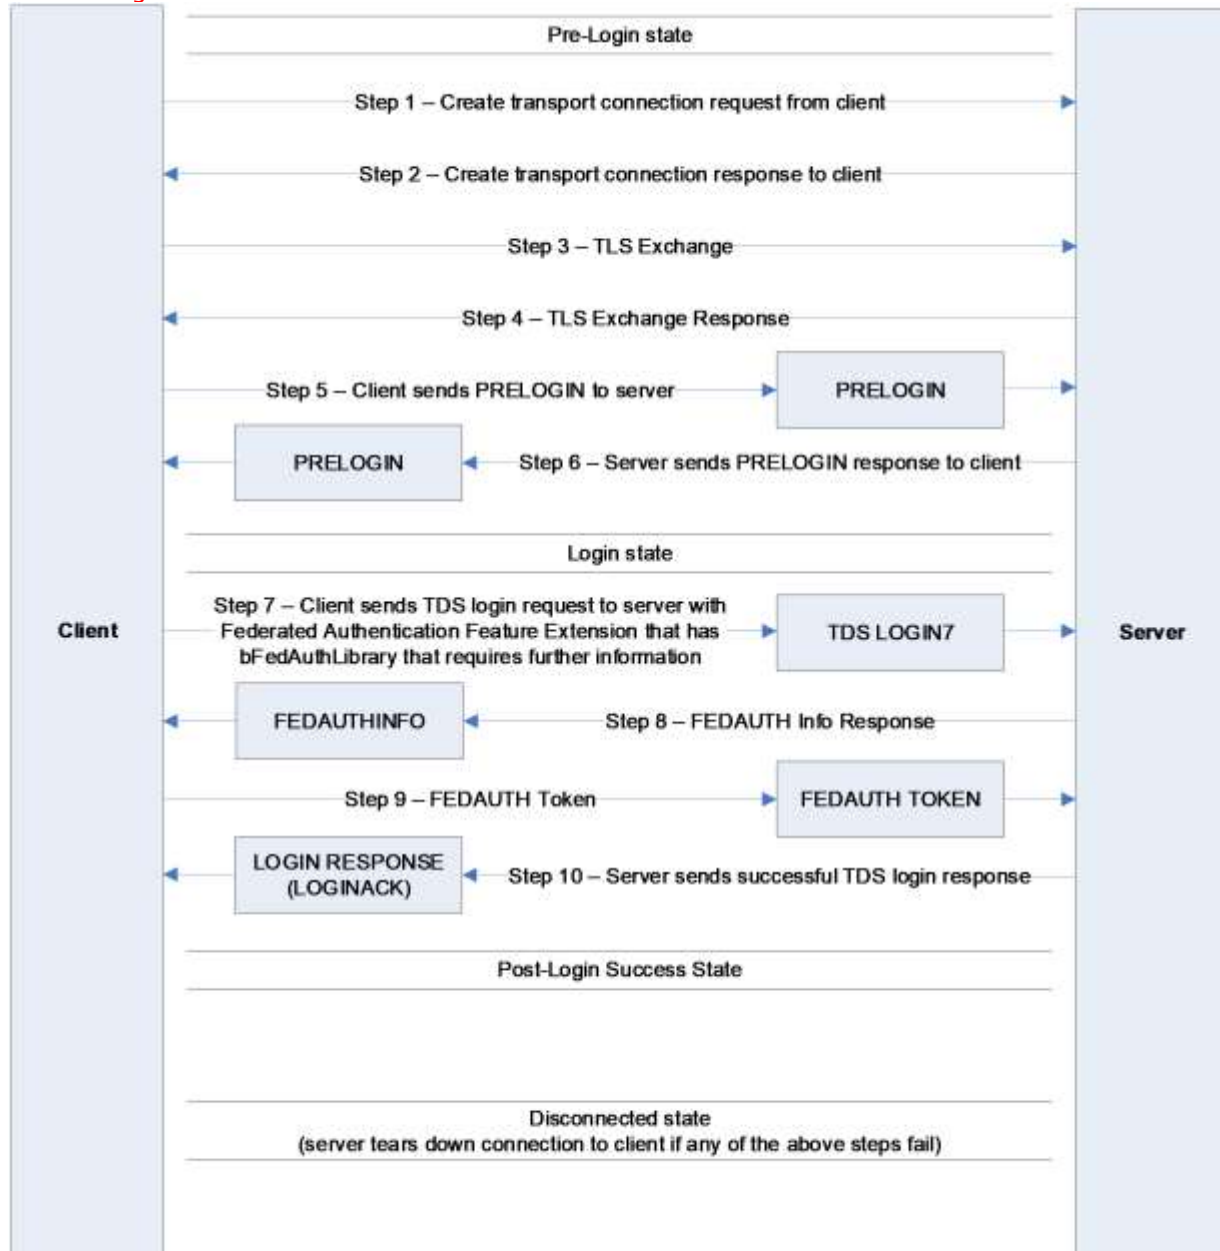 Pre-Login state
Step 1 – Create transport connection request from client
Step 2 – Create transport connection response to client
Step 3 – TLS Exchange
Step 4 – TLS Exchange Response
Step 5 – Client sends PRELOGIN to server
PRELOGIN
PRELOGIN
Step 6 – Server sends PRELOGIN response to client
Login state
Client
Step 7 – Client sends TDS login request to server with
Federated Authentication Feature Extension that has
bFedAuthLibrary that requires further information
TDS LOGIN7
Server
FEDAUTHINFO
Step 8 – FEDAUTH Info Response
Step 9 – FEDAUTH Token
FEDAUTH TOKEN
LOGIN RESPONSE
(LOGINACK)
Step 10 – Server sends successful TDS login response
Post-Login Success State
Disconnected state
(server tears down connection to client if any of the above steps fail)